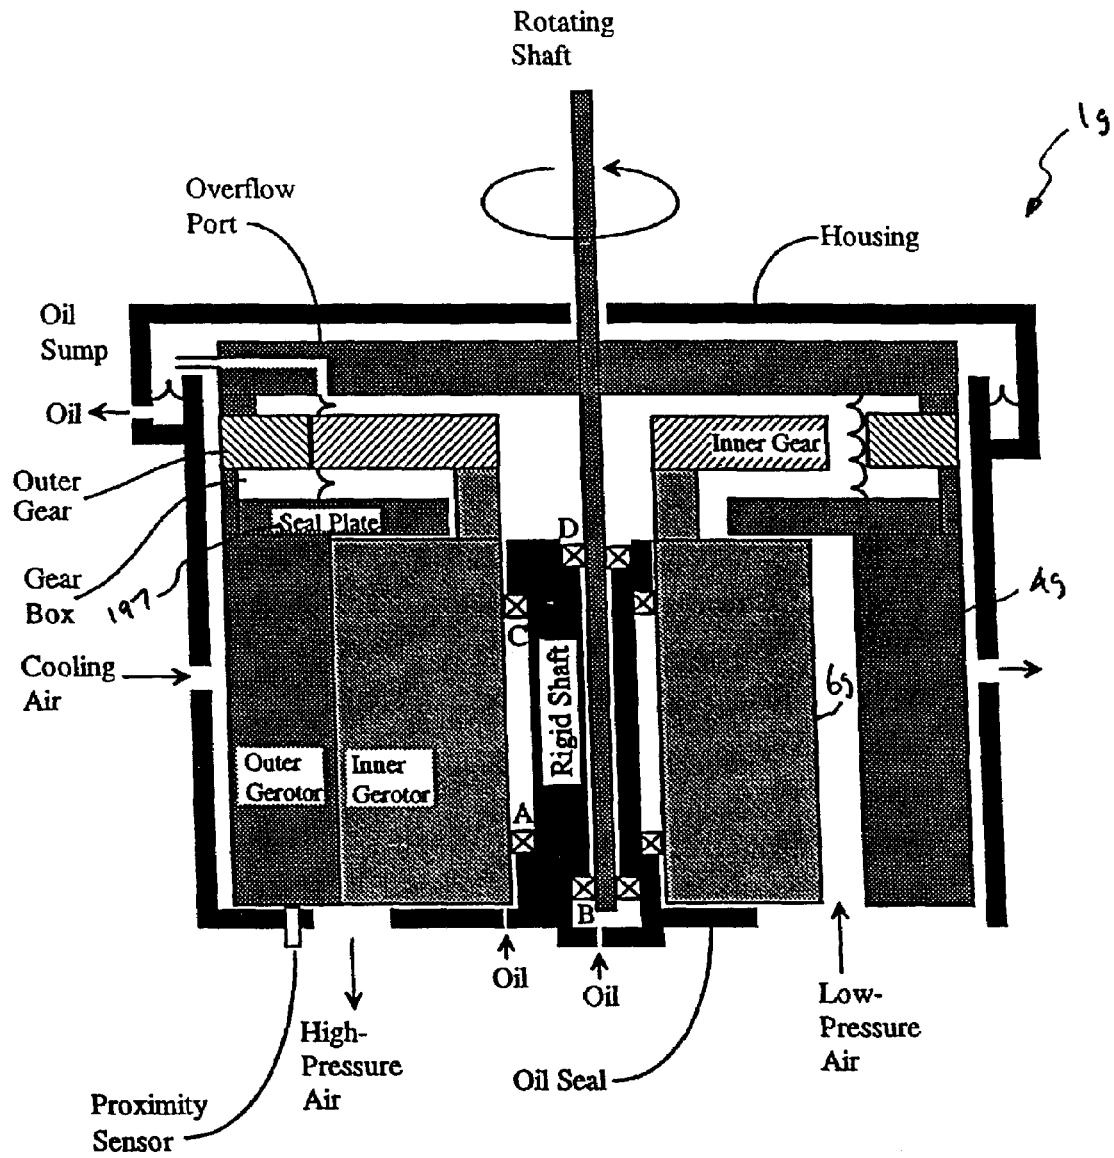 Rotating
Shaft
1g
Overflow
Port
Housing
Oil
Sump
Oil
Inner Gear
Outer
Gear
Seal Plate
D
Gear
Box
197
4g
C
Cooling
Air
Rigid Shaft
6g
Outer
Gerotor
Inner
Gerotor
A
B
Oil
Oil
Low-
Pressure
Air
High-
Pressure
Air
Oil Seal
Proximity
Sensor